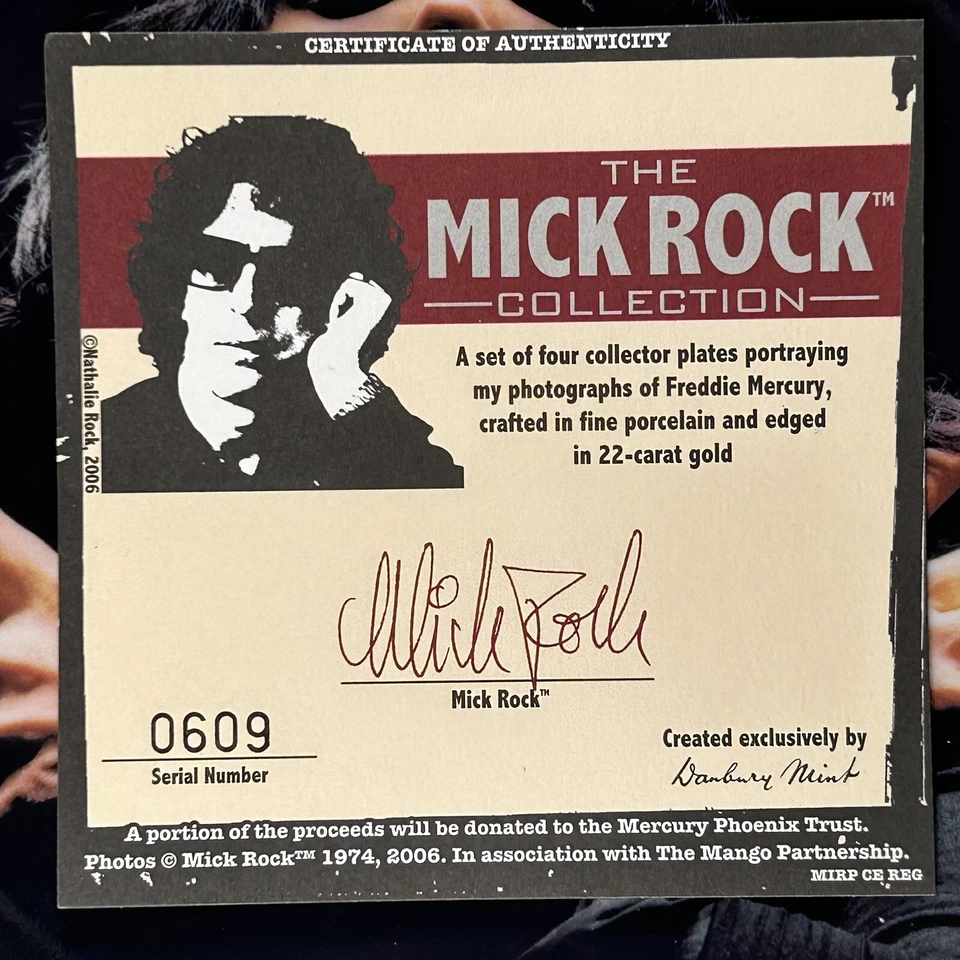 CERTIFICATE OF AUTHENTICITY
THE
MICK ROCK™
COLLECTION
A set of four collector plates portraying
my photographs of Freddie Mercury,
crafted in fine porcelain and edged
in 22-carat gold
©Nathalie Rock, 2006
Mick Rock
Mick Rock™
0609
Serial Number
Created exclusively by
Danbury Mint
A portion of the proceeds will be donated to the Mercury Phoenix Trust.
Photos © Mick Rock™ 1974, 2006. In association with The Mango Partnership.
MIRP CE REG